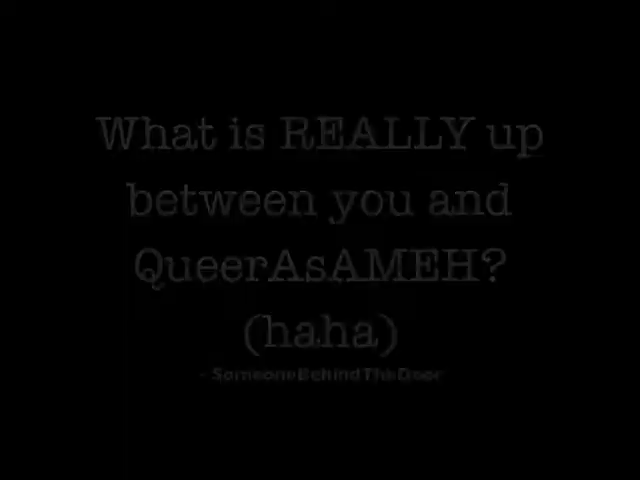 What is REALLY up
between you and
QueerAsAMEH?
(haha)
- SomeoneBehindTheDoor